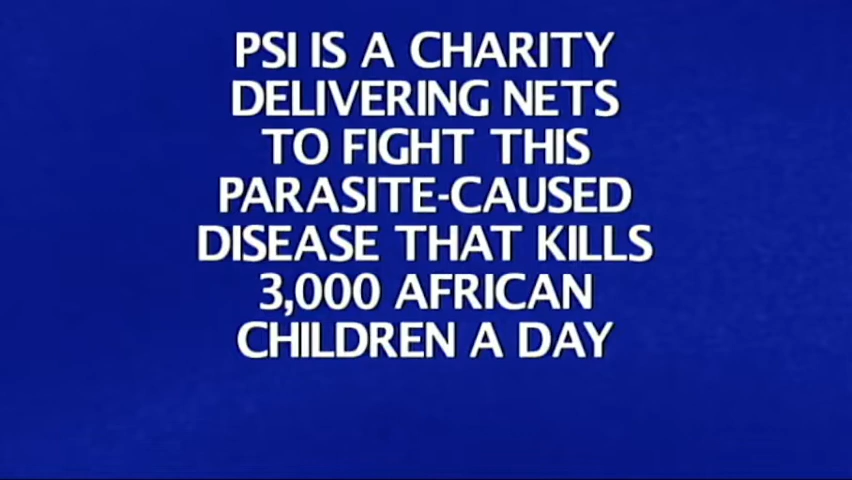 PSI IS A CHARITY
DELIVERING NETS
TO FIGHT THIS
PARASITE-CAUSED
DISEASE THAT KILLS
3,000 AFRICAN
CHILDREN A DAY